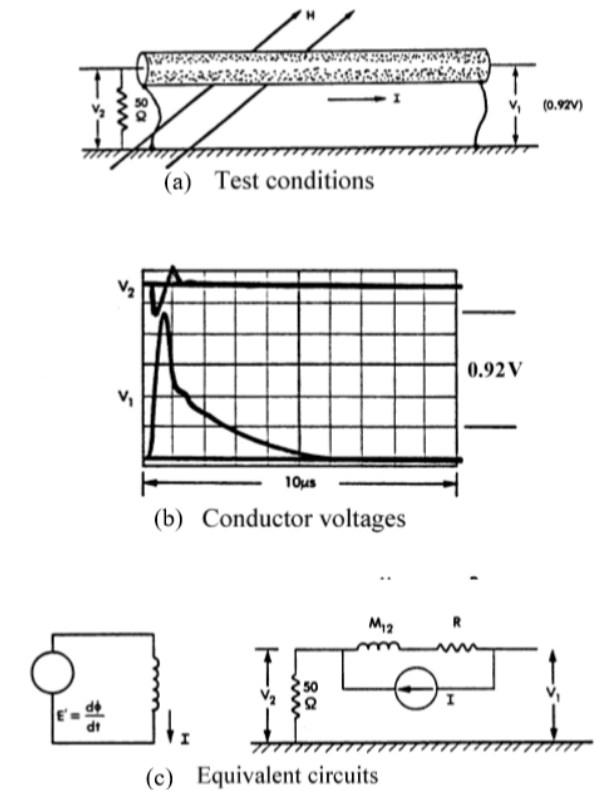 H
V₂
50
Ω
I
V₁
(0.92V)
(a) Test conditions
V₂
0.92V
V₁
10μs
(b) Conductor voltages
M₁₂
R
V₂
50
Ω
I
V₁
E = dϕ
dt
I
(c) Equivalent circuits